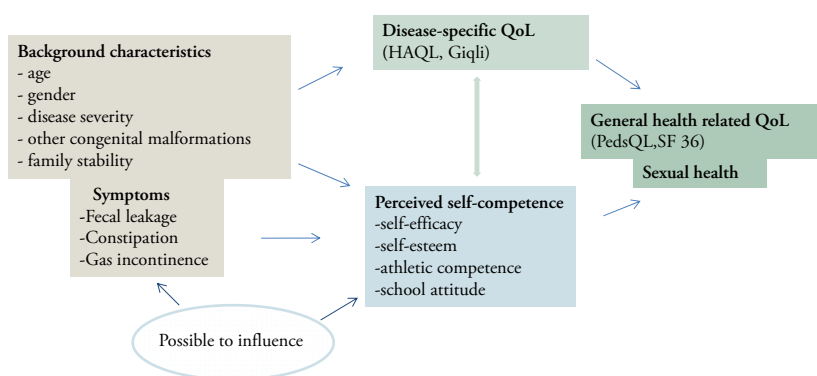 Background characteristics
- age
- gender
- disease severity
- other congenital malformations
- family stability
Symptoms
-Fecal leakage
-Constipation
-Gas incontinence
Possible to influence
Disease-specific QoL
(HAQL, Giqli)
Perceived self-competence
-self-efficacy
-self-esteem
-athletic competence
-school attitude
General health related QoL
(PedsQL,SF 36)
Sexual health